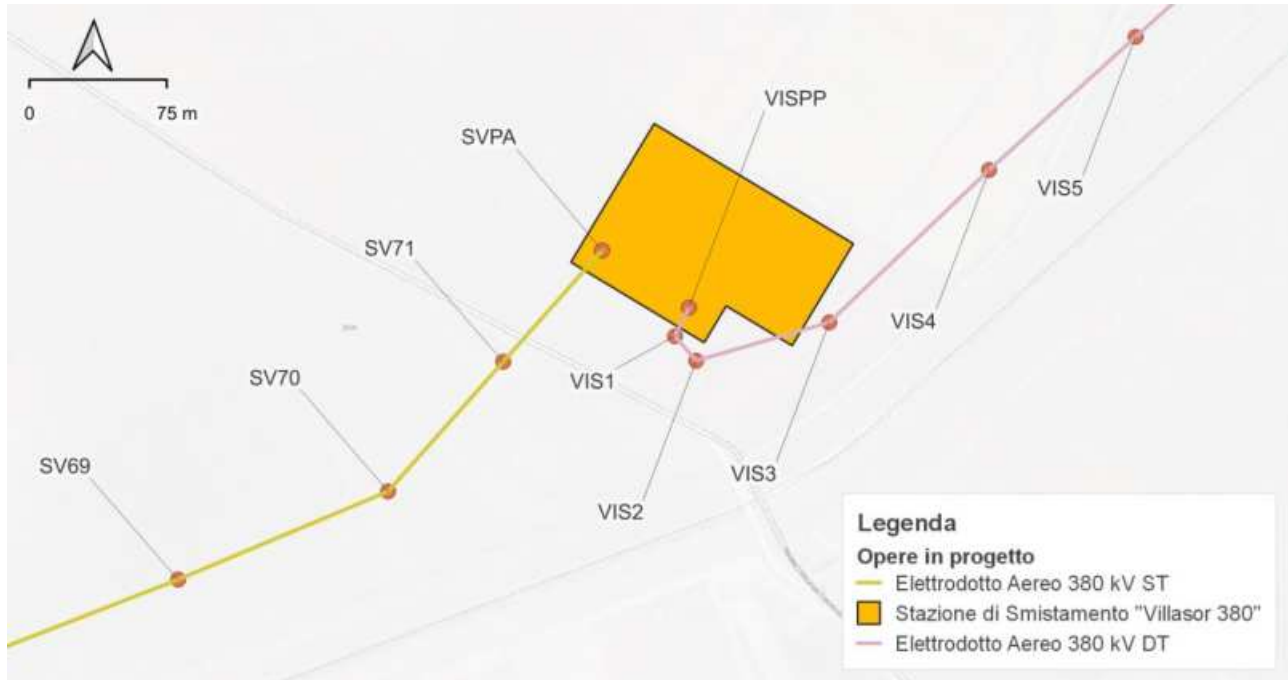 0 75 m
VISPP
SVPA
VIS5
SV71
VIS4
SV70
VIS1
SV69
VIS3
VIS2
Legenda
Opere in progetto
Elettrodotto Aereo 380 kV ST
Stazione di Smistamento "Villasor 380"
Elettrodotto Aereo 380 kV DT